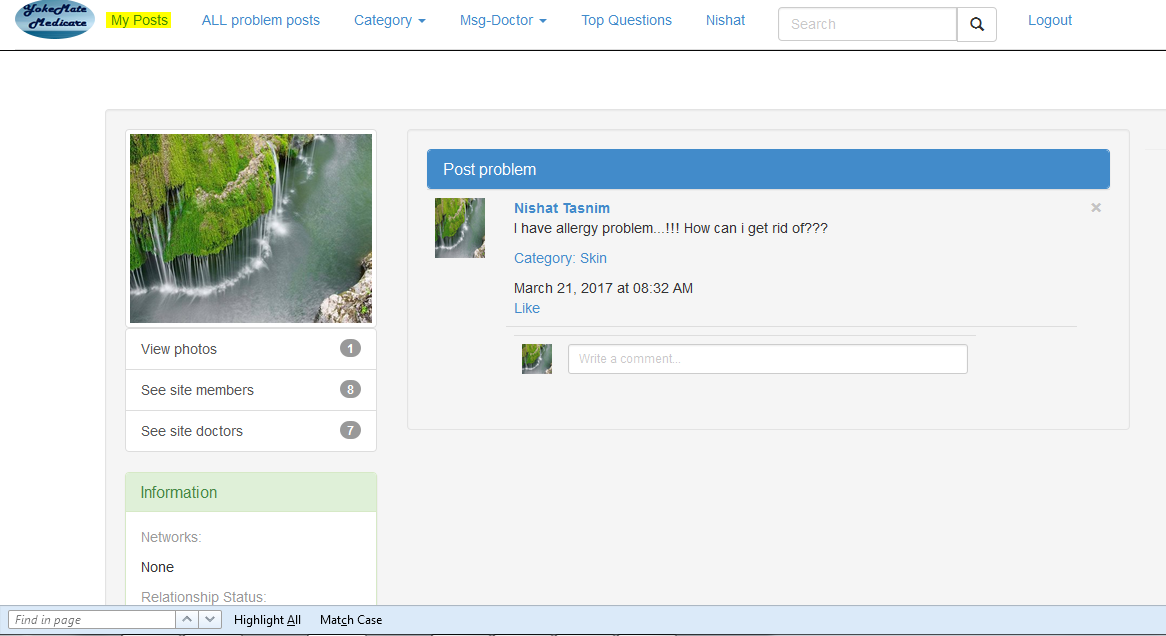 YokeMate
Medicare
My Posts ALL problem posts Category Msg-Doctor Top Questions Nishat Search Logout
Post problem
Nishat Tasnim
I have allergy problem...!!! How can i get rid of???
Category: Skin
March 21, 2017 at 08:32 AM
Like
Write a comment...
View photos 1
See site members 8
See site doctors 7
Information
Networks:
None
Relationship Status:
Find in page Highlight All Match Case